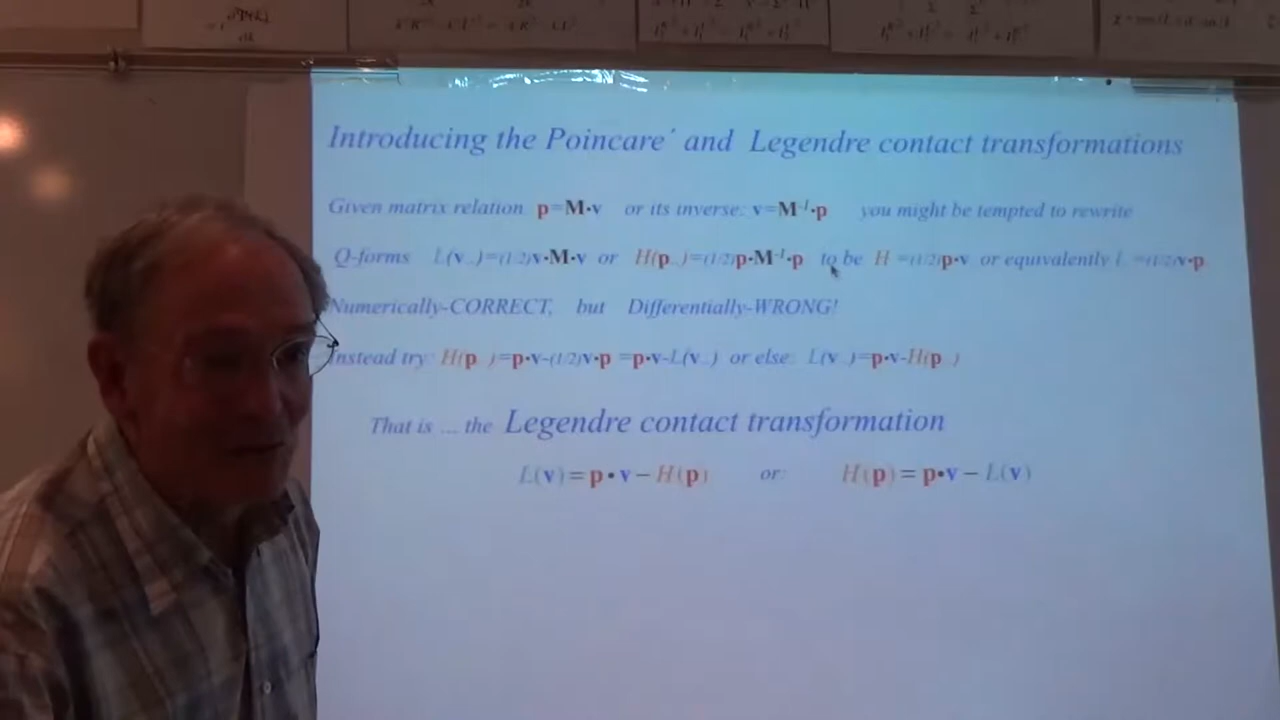 Introducing the Poincare´ and Legendre contact transformations
Given matrix relation p=M•v or its inverse: v=M⁻¹•p you might be tempted to rewrite
Q-forms L(v..)=(1/2)v•M•v or H(p..)=(1/2)p•M⁻¹•p to be H =(1/2)p•v or equivalently L =(1/2)v•p
Numerically-CORRECT, but Differentially-WRONG!
Instead try: H(p..)=p•v-(1/2)v•p =p•v-L(v..) or else: L(v..)=p•v-H(p..)
That is ... the Legendre contact transformation
L(v)=p•v−H(p) or: H(p)=p•v−L(v)